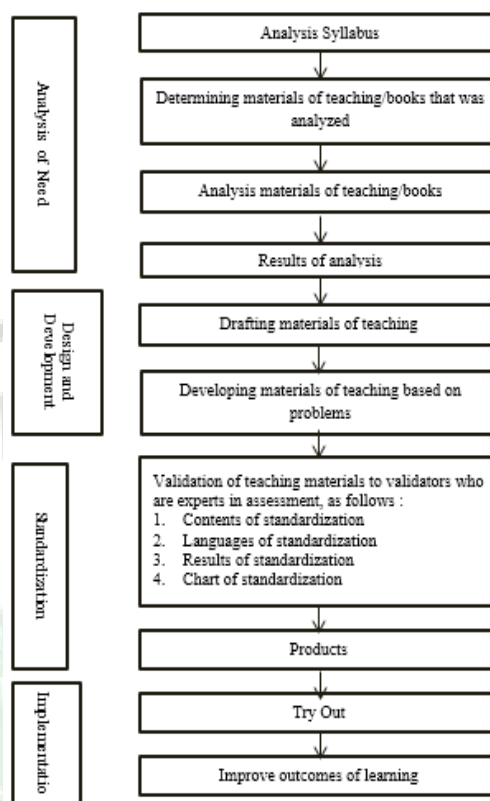 Analysis of Need
Analysis Syllabus
Determining materials of teaching/books that was
analyzed
Analysis materials of teaching/books
Results of analysis
Design and
Development
Drafting materials of teaching
Developing materials of teaching based on
problems
Standardization
Validation of teaching materials to validators who
are experts in assessment, as follows :
1. Contents of standardization
2. Languages of standardization
3. Results of standardization
4. Chart of standardization
Products
Implementatio
Try Out
Improve outcomes of learning